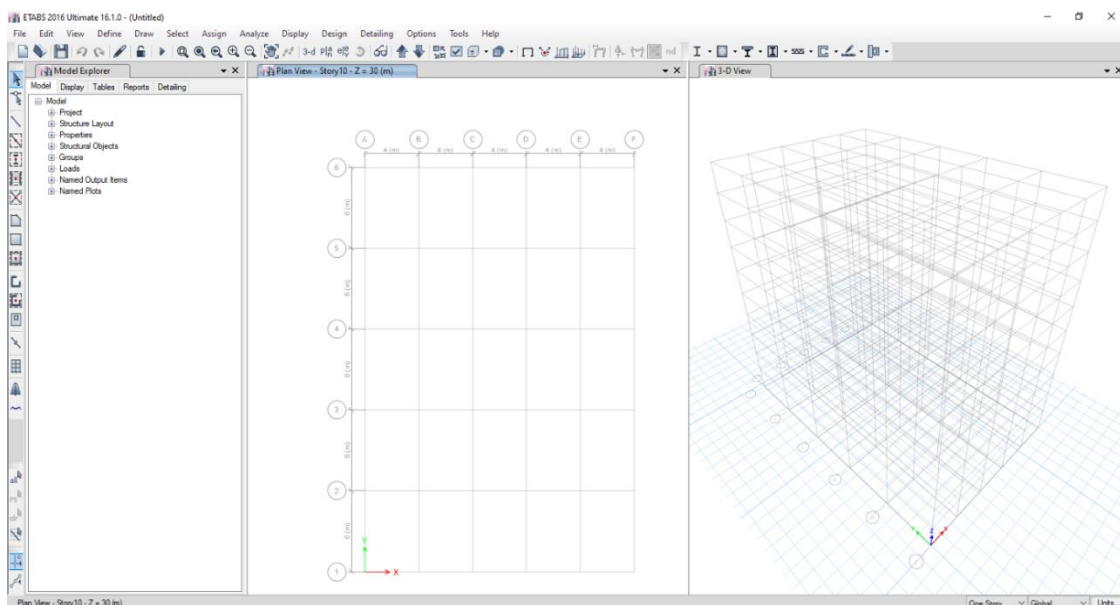 ETABS 2016 Ultimate 16.1.0 - (Untitled)
File Edit View Define Draw Select Assign Analyze Display Design Detailing Options Tools Help
3-d
nd
Model Explorer
Model Display Tables Reports Detailing
Model
Project
Structure Layout
Properties
Structural Objects
Groups
Loads
Named Output Items
Named Plots
Plan View - Story10 - Z = 30 (m)
A B C D E F
4 (m) 4 (m) 4 (m) 4 (m) 4 (m)
6
6 (m)
5
6 (m)
4
6 (m)
3
6 (m)
2
6 (m)
1
Y
X
3-D View
Y Z X
Plan View - Story10 - Z = 30 (m)
One Story Global Units